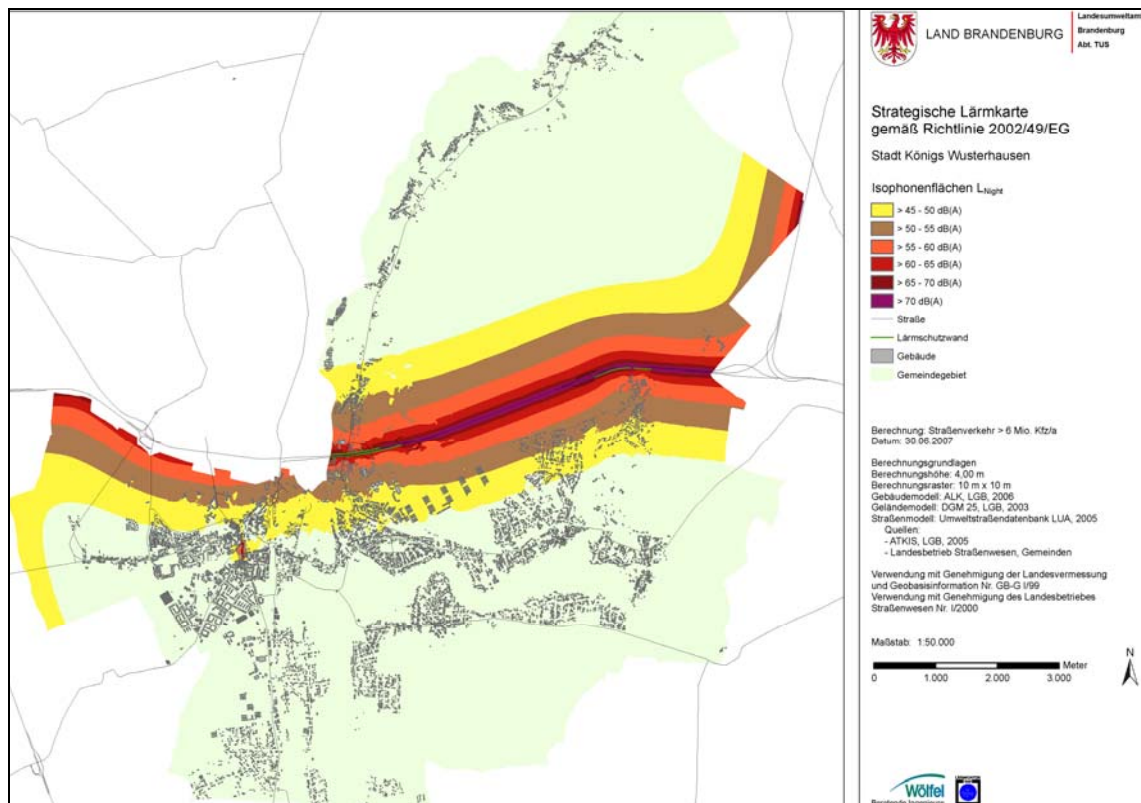 LAND BRANDENBURG
Landesumweltamt
Brandenburg
Abt. TUS
Strategische Lärmkarte
gemäß Richtlinie 2002/49/EG
Stadt Königs Wusterhausen
Isophonenflächen LNight
> 45 - 50 dB(A)
> 50 - 55 dB(A)
> 55 - 60 dB(A)
> 60 - 65 dB(A)
> 65 - 70 dB(A)
> 70 dB(A)
Straße
Lärmschutzwand
Gebäude
Gemeindegebiet
Berechnung: Straßenverkehr > 6 Mio. Kfz/a
Datum: 30.06.2007
Berechnungsgrundlagen
Berechnungshöhe: 4,00 m
Berechnungsraster: 10 m x 10 m
Gebäudemodell: ALK, LGB, 2006
Geländemodell: DGM 25, LGB, 2003
Straßenmodell: Umweltstraßendatenbank LUA, 2005
Quellen:
- ATKIS, LGB, 2005
- Landesbetrieb Straßenwesen, Gemeinden
Verwendung mit Genehmigung der Landesvermessung
und Geobasisinformation Nr. GB-G I/99
Verwendung mit Genehmigung des Landesbetriebes
Straßenwesen Nr. I/2000
Maßstab: 1:50.000
N
Meter
0 1.000 2.000 3.000
Wölfel
Beratende Ingenieure